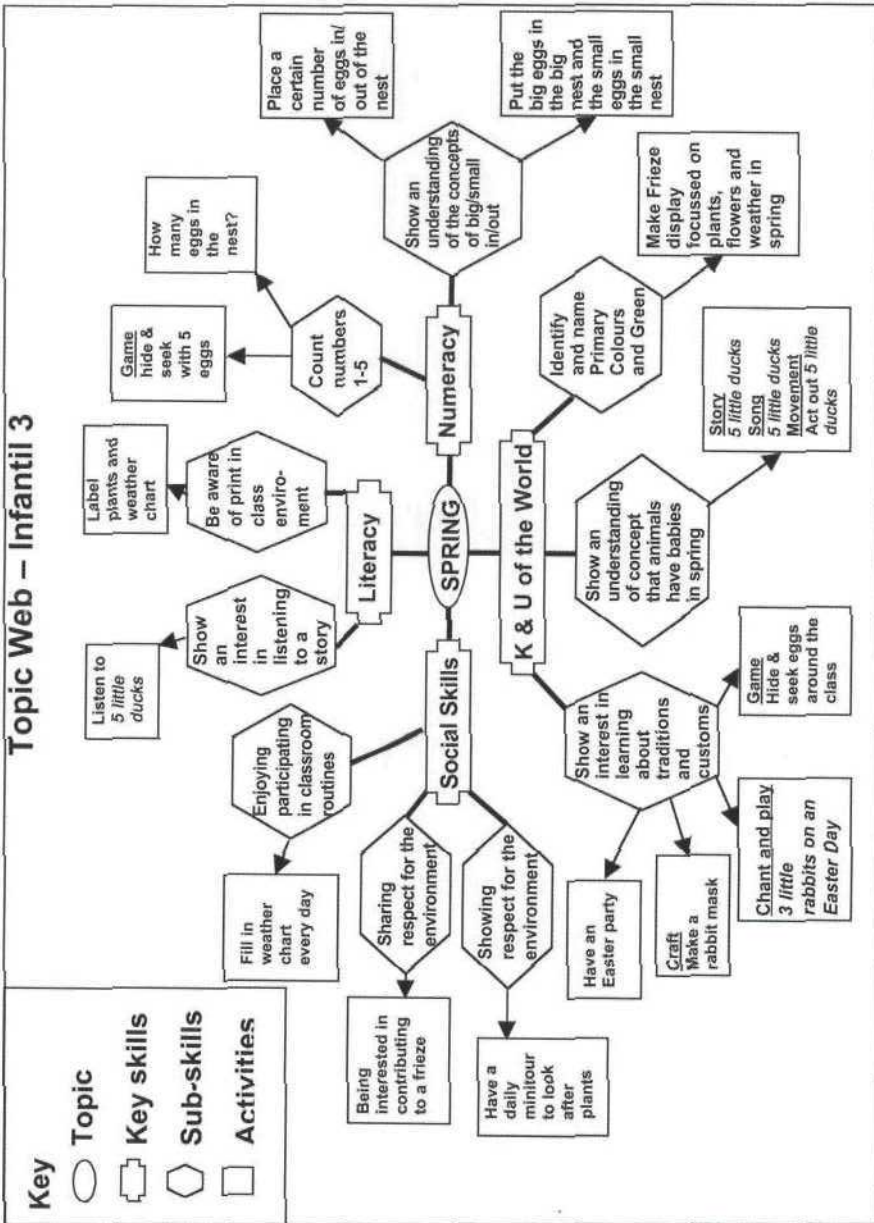 Topic Web – Infantil 3
Key
Topic
Key skills
Sub-skills
Activities
SPRING
Literacy
Show
an
interest
in
listening
to a
story
Listen to
5 little
ducks
Be aware
of print in
class
enviro-
ment
Label
plants and
weather
chart
Numeracy
Count
numbers
1-5
Game
hide &
seek
with 5
eggs
How
many
eggs in
the
nest?
Show an
understanding
of the concepts
of big/small
in/out
Place a
certain
number
of eggs in/
out of the
nest
Put the
big eggs in
the big
nest and
the small
eggs in
the small
nest
Social Skills
Enjoying
participating
in classroom
routines
Fill in
weather
chart
every day
Sharing
respect for the
environment
Being
interested in
contributing
to a frieze
Showing
respect for the
environment
Have a
daily
minitour
to look
after
plants
K & U of the World
Show an
interest in
learning
about
traditions
and
customs
Have an
Easter party
Craft
Make a
rabbit mask
Chant and play
3 little
rabbits on an
Easter Day
Game
Hide &
seek eggs
around the
class
Show an
understanding
of concept
that animals
have babies
in spring
Story
5 little ducks
Song
5 little ducks
Movement
Act out 5 little
ducks
Identify
and name
Primary
Colours
and Green
Make Frieze
display
focussed on
plants,
flowers and
weather in
spring